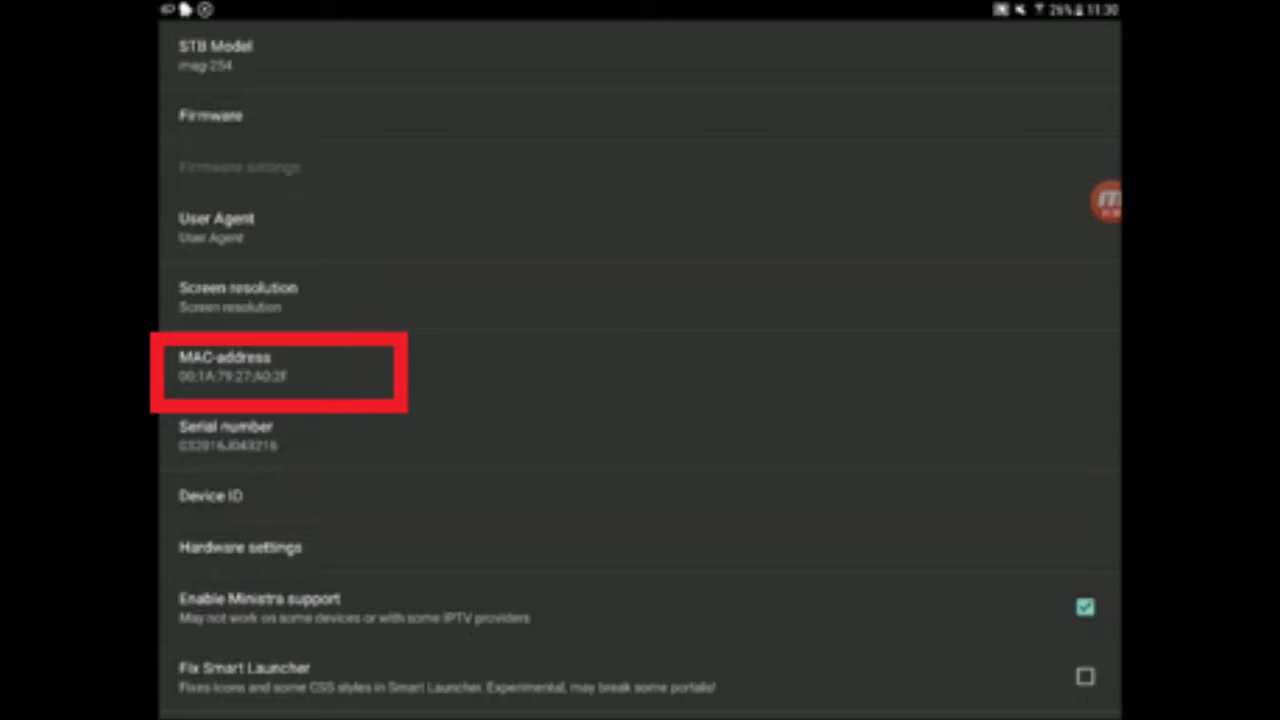 26% 11:30
STB Model
mag-254
Firmware
Firmware settings
User Agent
User Agent
Screen resolution
Screen resolution
MAC-address
00:1A:79:27:A0:2F
Serial number
Device ID
Hardware settings
Enable Ministra support
May not work on some devices or with some IPTV providers
Fix Smart Launcher
Fixes icons and some CSS styles in Smart Launcher. Experimental, may break some portals!